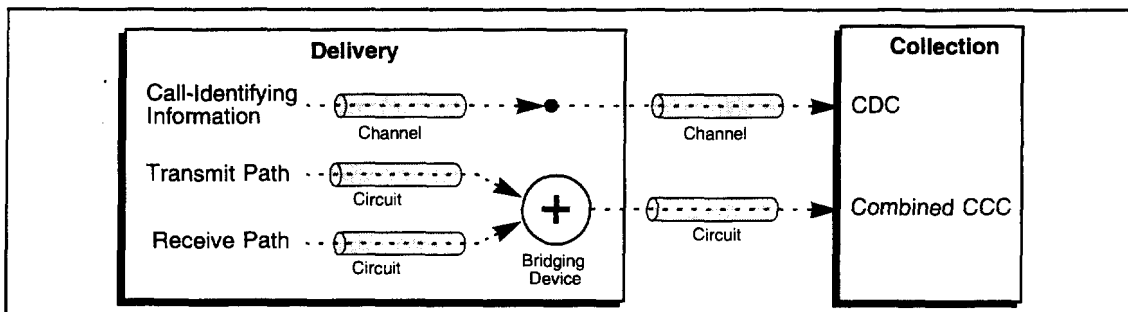 Delivery
Collection
Call-Identifying
Information
Channel
Channel
CDC
Transmit Path
Circuit
Combined CCC
Circuit
Receive Path
Circuit
Bridging
Device